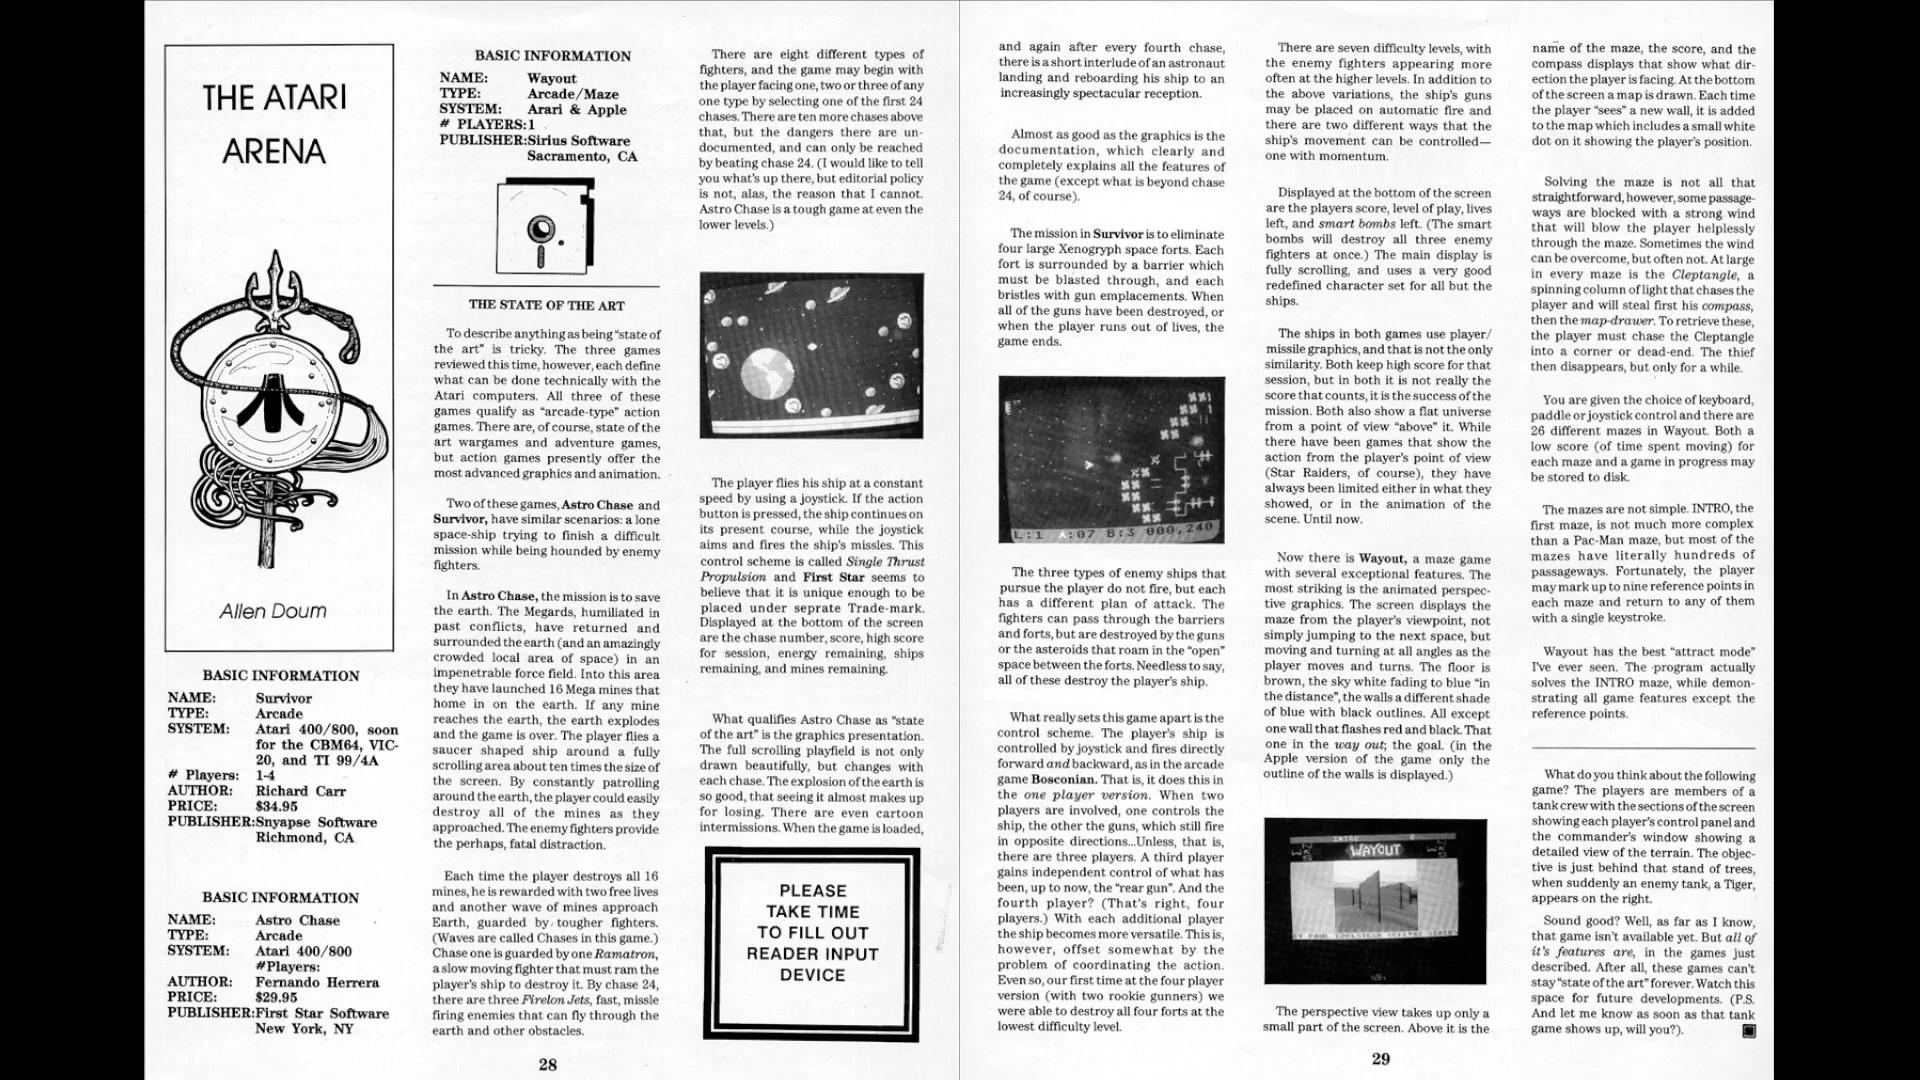 THE ATARI
ARENA
Allen Doum
BASIC INFORMATION
NAME: Survivor
TYPE: Arcade
SYSTEM: Atari 400/800, soon
for the CBM64, VIC-
20, and TI 99/4A
# Players: 1-4
AUTHOR: Richard Carr
PRICE: $34.95
PUBLISHER:Snyapse Software
Richmond, CA
BASIC INFORMATION
NAME: Astro Chase
TYPE: Arcade
SYSTEM: Atari 400/800
#Players:
AUTHOR: Fernando Herrera
PRICE: $29.95
PUBLISHER:First Star Software
New York, NY
BASIC INFORMATION
NAME: Wayout
TYPE: Arcade/Maze
SYSTEM: Arari & Apple
# PLAYERS:1
PUBLISHER:Sirius Software
Sacramento, CA
THE STATE OF THE ART
To describe anything as being "state of
the art" is tricky. The three games
reviewed this time, however, each define
what can be done technically with the
Atari computers. All three of these
games qualify as "arcade-type" action
games. There are, of course, state of the
art wargames and adventure games,
but action games presently offer the
most advanced graphics and animation.
Two of these games, Astro Chase and
Survivor, have similar scenarios: a lone
space-ship trying to finish a difficult
mission while being hounded by enemy
fighters.
In Astro Chase, the mission is to save
the earth. The Megards, humiliated in
past conflicts, have returned and
surrounded the earth (and an amazingly
crowded local area of space) in an
impenetrable force field. Into this area
they have launched 16 Mega mines that
home in on the earth. If any mine
reaches the earth, the earth explodes
and the game is over. The player flies a
saucer shaped ship around a fully
scrolling area about ten times the size of
the screen. By constantly patrolling
around the earth, the player could easily
destroy all of the mines as they
approached. The enemy fighters provide
the perhaps, fatal distraction.
Each time the player destroys all 16
mines, he is rewarded with two free lives
and another wave of mines approach
Earth, guarded by tougher fighters.
(Waves are called Chases in this game.)
Chase one is guarded by one Ramatron,
a slow moving fighter that must ram the
player's ship to destroy it. By chase 24,
there are three Firelon Jets, fast, missle
firing enemies that can fly through the
earth and other obstacles.
28
There are eight different types of
fighters, and the game may begin with
the player facing one, two or three of any
one type by selecting one of the first 24
chases. There are ten more chases above
that, but the dangers there are un-
documented, and can only be reached
by beating chase 24. (I would like to tell
you what's up there, but editorial policy
is not, alas, the reason that I cannot.
Astro Chase is a tough game at even the
lower levels.)
The player flies his ship at a constant
speed by using a joystick. If the action
button is pressed, the ship continues on
its present course, while the joystick
aims and fires the ship's missles. This
control scheme is called Single Thrust
Propulsion and First Star seems to
believe that it is unique enough to be
placed under seprate Trade-mark.
Displayed at the bottom of the screen
are the chase number, score, high score
for session, energy remaining, ships
remaining, and mines remaining.
What qualifies Astro Chase as "state
of the art" is the graphics presentation.
The full scrolling playfield is not only
drawn beautifully, but changes with
each chase. The explosion of the earth is
so good, that seeing it almost makes up
for losing. There are even cartoon
intermissions. When the game is loaded,
PLEASE
TAKE TIME
TO FILL OUT
READER INPUT
DEVICE
and again after every fourth chase,
there is a short interlude of an astronaut
landing and reboarding his ship to an
increasingly spectacular reception.
Almost as good as the graphics is the
documentation, which clearly and
completely explains all the features of
the game (except what is beyond chase
24, of course).
The mission in Survivor is to eliminate
four large Xenogryph space forts. Each
fort is surrounded by a barrier which
must be blasted through, and each
bristles with gun emplacements. When
all of the guns have been destroyed, or
when the player runs out of lives, the
game ends.
L:1 A:07 B:3 000,240
The three types of enemy ships that
pursue the player do not fire, but each
has a different plan of attack. The
fighters can pass through the barriers
and forts, but are destroyed by the guns
or the asteroids that roam in the "open"
space between the forts. Needless to say,
all of these destroy the player's ship.
What really sets this game apart is the
control scheme. The player's ship is
controlled by joystick and fires directly
forward and backward, as in the arcade
game Bosconian. That is, it does this in
the one player version. When two
players are involved, one controls the
ship, the other the guns, which still fire
in opposite directions...Unless, that is,
there are three players. A third player
gains independent control of what has
been, up to now, the "rear gun". And the
fourth player? (That's right, four
players.) With each additional player
the ship becomes more versatile. This is,
however, offset somewhat by the
problem of coordinating the action.
Even so, our first time at the four player
version (with two rookie gunners) we
were able to destroy all four forts at the
lowest difficulty level.
There are seven difficulty levels, with
the enemy fighters appearing more
often at the higher levels. In addition to
the above variations, the ship's guns
may be placed on automatic fire and
there are two different ways that the
ship's movement can be controlled—
one with momentum.
Displayed at the bottom of the screen
are the players score, level of play, lives
left, and smart bombs left. (The smart
bombs will destroy all three enemy
fighters at once.) The main display is
fully scrolling, and uses a very good
redefined character set for all but the
ships.
The ships in both games use player/
missile graphics, and that is not the only
similarity. Both keep high score for that
session, but in both it is not really the
score that counts, it is the success of the
mission. Both also show a flat universe
from a point of view "above" it. While
there have been games that show the
action from the player's point of view
(Star Raiders, of course), they have
always been limited either in what they
showed, or in the animation of the
scene. Until now.
Now there is Wayout, a maze game
with several exceptional features. The
most striking is the animated perspec-
tive graphics. The screen displays the
maze from the player's viewpoint, not
simply jumping to the next space, but
moving and turning at all angles as the
player moves and turns. The floor is
brown, the sky white fading to blue "in
the distance", the walls a different shade
of blue with black outlines. All except
one wall that flashes red and black. That
one in the way out; the goal. (in the
Apple version of the game only the
outline of the walls is displayed.)
INTRO
WAYOUT
The perspective view takes up only a
small part of the screen. Above it is the
29
name of the maze, the score, and the
compass displays that show what dir-
ection the player is facing. At the bottom
of the screen a map is drawn. Each time
the player "sees" a new wall, it is added
to the map which includes a small white
dot on it showing the player's position.
Solving the maze is not all that
straightforward, however, some passage-
ways are blocked with a strong wind
that will blow the player helplessly
through the maze. Sometimes the wind
can be overcome, but often not. At large
in every maze is the Cleptangle, a
spinning column of light that chases the
player and will steal first his compass,
then the map-drawer. To retrieve these,
the player must chase the Cleptangle
into a corner or dead-end. The thief
then disappears, but only for a while.
You are given the choice of keyboard,
paddle or joystick control and there are
26 different mazes in Wayout. Both a
low score (of time spent moving) for
each maze and a game in progress may
be stored to disk.
The mazes are not simple. INTRO, the
first maze, is not much more complex
than a Pac-Man maze, but most of the
mazes have literally hundreds of
passageways. Fortunately, the player
may mark up to nine reference points in
each maze and return to any of them
with a single keystroke.
Wayout has the best "attract mode"
I've ever seen. The program actually
solves the INTRO maze, while demon-
strating all game features except the
reference points.
What do you think about the following
game? The players are members of a
tank crew with the sections of the screen
showing each player's control panel and
the commander's window showing a
detailed view of the terrain. The objec-
tive is just behind that stand of trees,
when suddenly an enemy tank, a Tiger,
appears on the right.
Sound good? Well, as far as I know,
that game isn't available yet. But all of
it's features are, in the games just
described. After all, these games can't
stay "state of the art" forever. Watch this
space for future developments. (P.S.
And let me know as soon as that tank
game shows up, will you?).